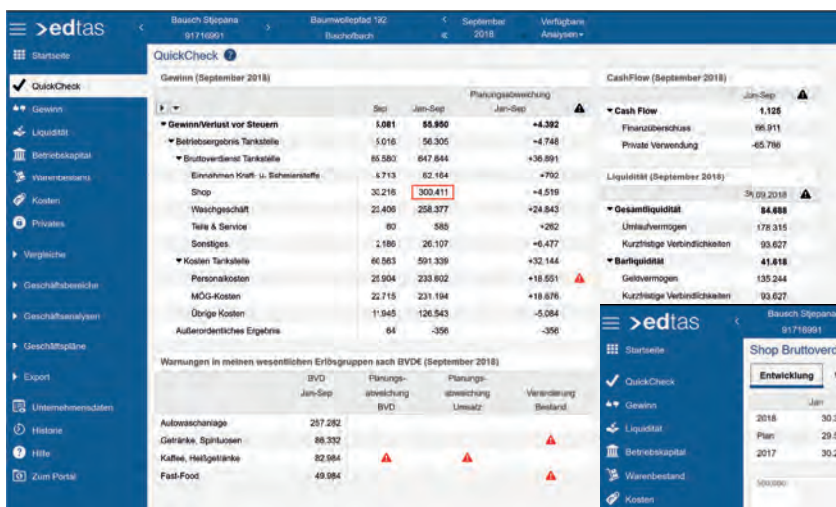 >edtas
Bausch Stjepana
91716991
Baumwollepfad 192
Bischofbach
September
2018
Verfügbare
Analysen
Startseite
QuickCheck
Gewinn
Liquidität
Betriebskapital
Warenbestand
Kosten
Privates
Vergleiche
Geschäftsbereiche
Geschäftsanalysen
Geschäftspläne
Export
Unternehmensdaten
Historie
Hilfe
Zum Portal
QuickCheck ?
Gewinn (September 2018)
Planungsabweichung
Sep Jan-Sep Jan-Sep
Gewinn/Verlust vor Steuern 5.081 55.950 +4.392
Betriebsergebnis Tankstelle 5.016 56.305 +4.748
Bruttoverdienst Tankstelle 65.580 647.644 +36.891
Einnahmen Kraft- u. Schmierstoffe 5.713 62.164 +792
Shop 30.216 300.411 +4.519
Waschgeschäft 23.406 258.377 +24.843
Teile & Service 60 585 +262
Sonstiges 2.186 26.107 +6.477
Kosten Tankstelle 60.563 591.339 +32.144
Personalkosten 25.904 233.602 +18.551
MÖG-Kosten 22.715 231.194 +18.676
Übrige Kosten 11.945 126.543 -5.084
Außerordentliches Ergebnis 64 -356 -356
CashFlow (September 2018)
Jan-Sep
Cash Flow 1.125
Finanzüberschuss 66.911
Private Verwendung -65.786
Liquidität (September 2018)
30.09.2018
Gesamtliquidität 84.688
Umlaufvermögen 178.315
Kurzfristige Verbindlichkeiten 93.627
Barliquidität 41.618
Geldvermögen 135.244
Kurzfristige Verbindlichkeiten 93.627
Warnungen in meinen wesentlichen Erlösgruppen nach BVD€ (September 2018)
BVD Planungs- Planungs-
Jan-Sep abweichung abweichung Veränderung
BVD Umsatz Bestand
Autowaschanlage 257.282
Getränke, Spirituosen 86.332
Kaffee, Heißgetränke 82.984
Fast-Food 49.984
>edtas
Bausch Stjepana
91716991
Startseite
QuickCheck
Gewinn
Liquidität
Betriebskapital
Warenbestand
Kosten
Shop Bruttoverd
Entwicklung
Jan
2018 30.
Plan 29.
2017 30.2